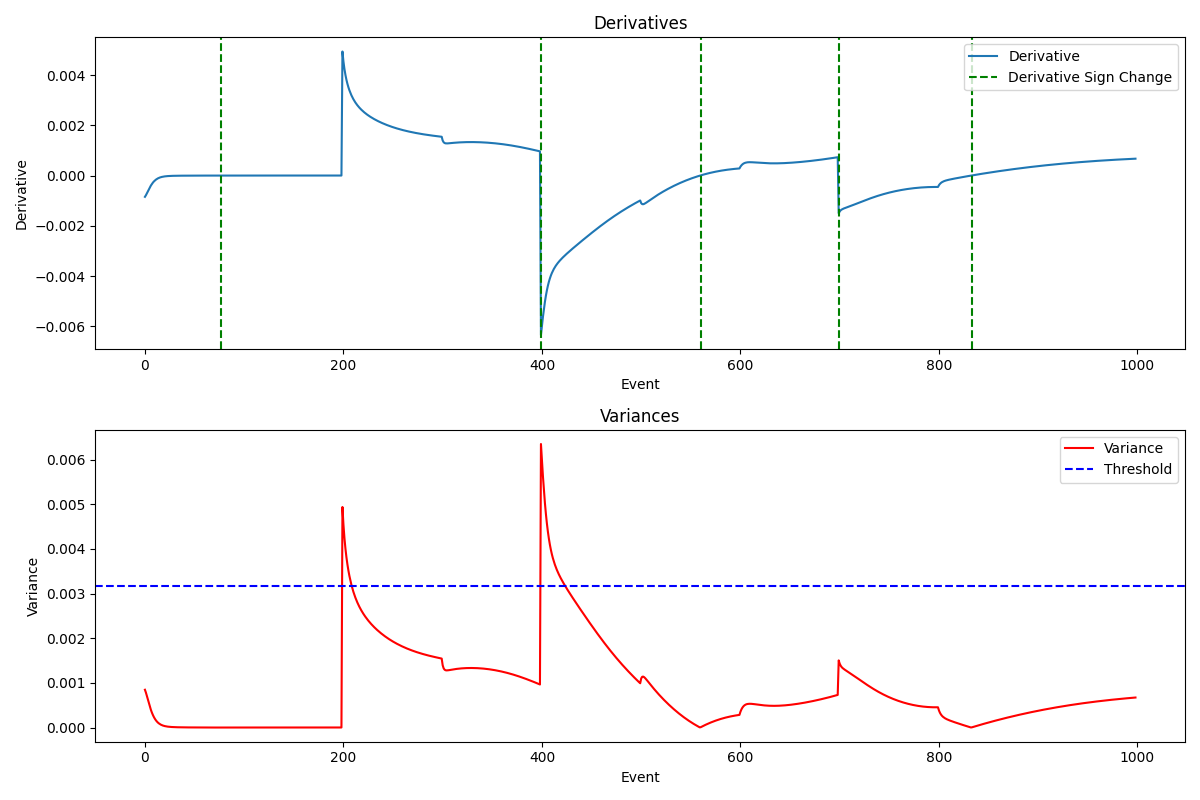 Derivatives
Derivative
Derivative Sign Change
0.004
0.002
0.000
−0.002
−0.004
−0.006
Derivative
0 200 400 600 800 1000
Event
Variances
Variance
Threshold
0.006
0.005
0.004
0.003
0.002
0.001
0.000
Variance
0 200 400 600 800 1000
Event